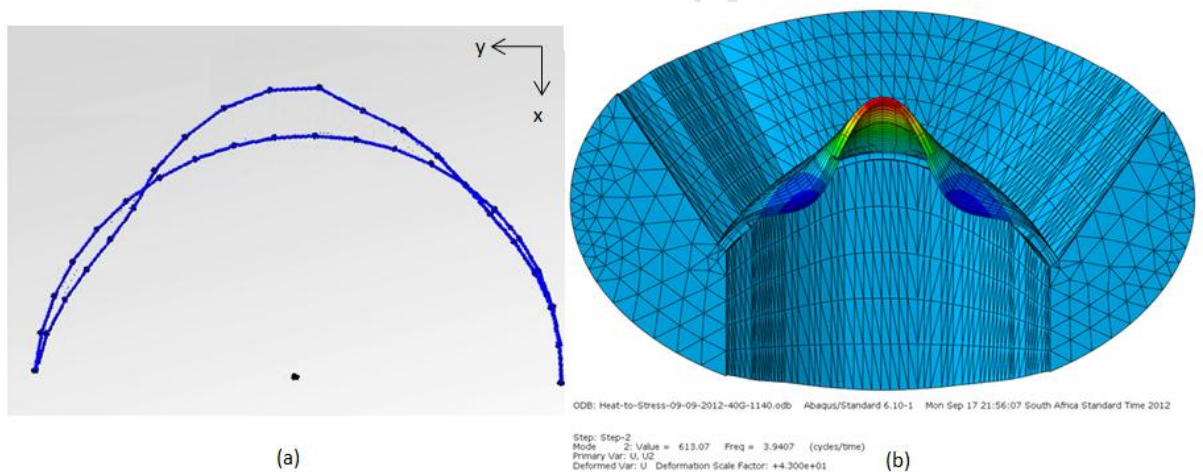 y
x
ODB: Heat-to-Stress-09-09-2012-40G-1140.odb Abaqus/Standard 6.10-1 Mon Sep 17 21:56:07 South Africa Standard Time 2012
Step: Step-2
Mode 2: Value = 613.07 Freq = 3.9407 (cycles/time)
Primary Var: U, U2
Deformed Var: U Deformation Scale Factor: +4.300e+01
(a)
(b)